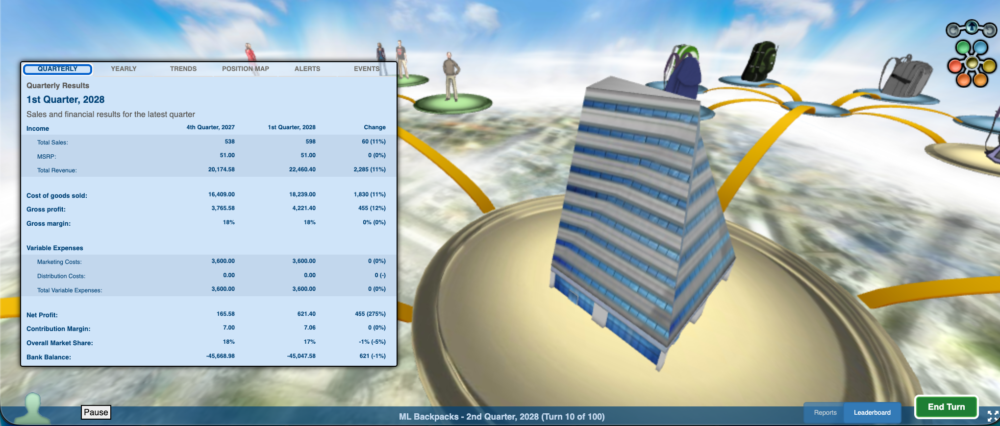 QUARTERLY YEARLY TRENDS POSITION MAP ALERTS EVENTS
Quarterly Results
1st Quarter, 2028
Sales and financial results for the latest quarter
Income 4th Quarter, 2027 1st Quarter, 2028 Change
Total Sales: 538 598 60 (11%)
MSRP: 51.00 51.00 0 (0%)
Total Revenue: 20,174.58 22,460.40 2,285 (11%)
Cost of goods sold: 16,409.00 18,239.00 1,830 (11%)
Gross profit: 3,765.58 4,221.40 455 (12%)
Gross margin: 18% 18% 0% (0%)
Variable Expenses
Marketing Costs: 3,600.00 3,600.00 0 (0%)
Distribution Costs: 0.00 0.00 0 (-)
Total Variable Expenses: 3,600.00 3,600.00 0 (0%)
Net Profit: 165.58 621.40 455 (275%)
Contribution Margin: 7.00 7.06 0 (0%)
Overall Market Share: 18% 17% -1% (-5%)
Bank Balance: -45,668.98 -45,047.58 621 (-1%)
Pause
ML Backpacks - 2nd Quarter, 2028 (Turn 10 of 100)
Reports
Leaderboard
End Turn